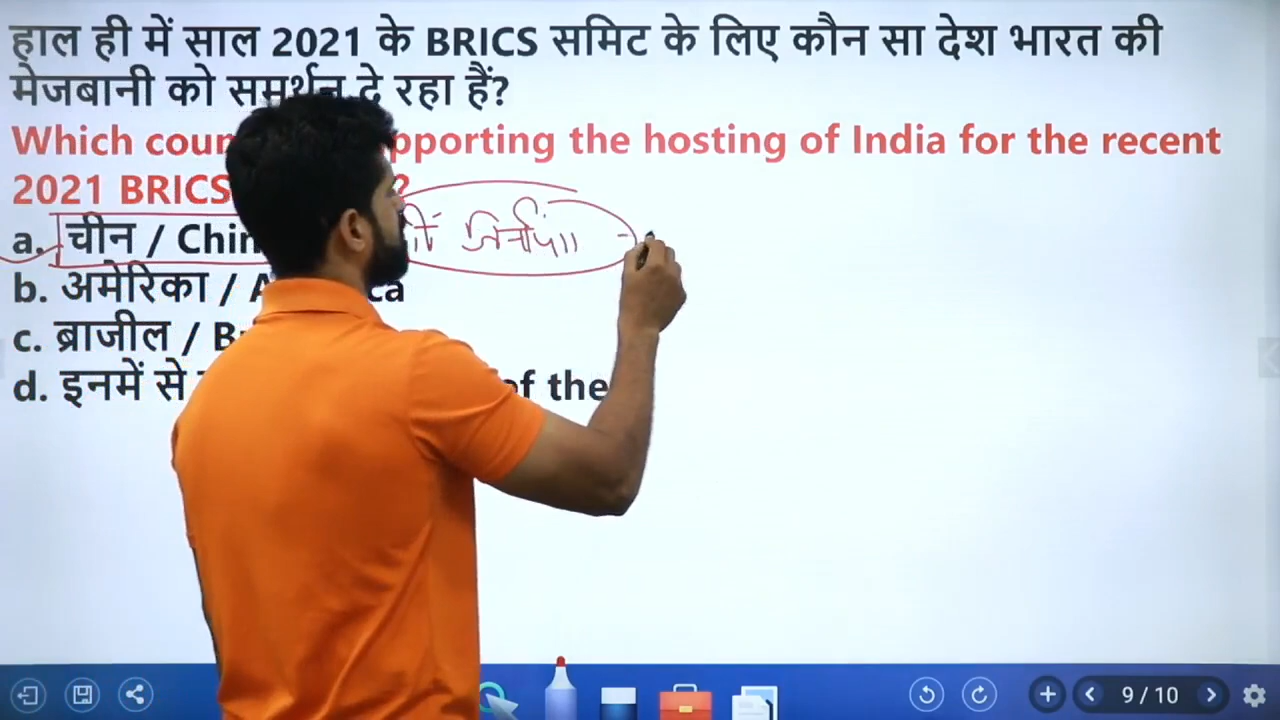 हाल ही में साल 2021 के BRICS समिट के लिए कौन सा देश भारत की
मेजबानी को समर्थन दे रहा हैं?
Which pporting the hosting of India for the recent
2021 BRICS ?
a. चीन / Chin
b. अमेरिका / A ca
c. ब्राजील / B
d. इनमें से of the
9 / 10